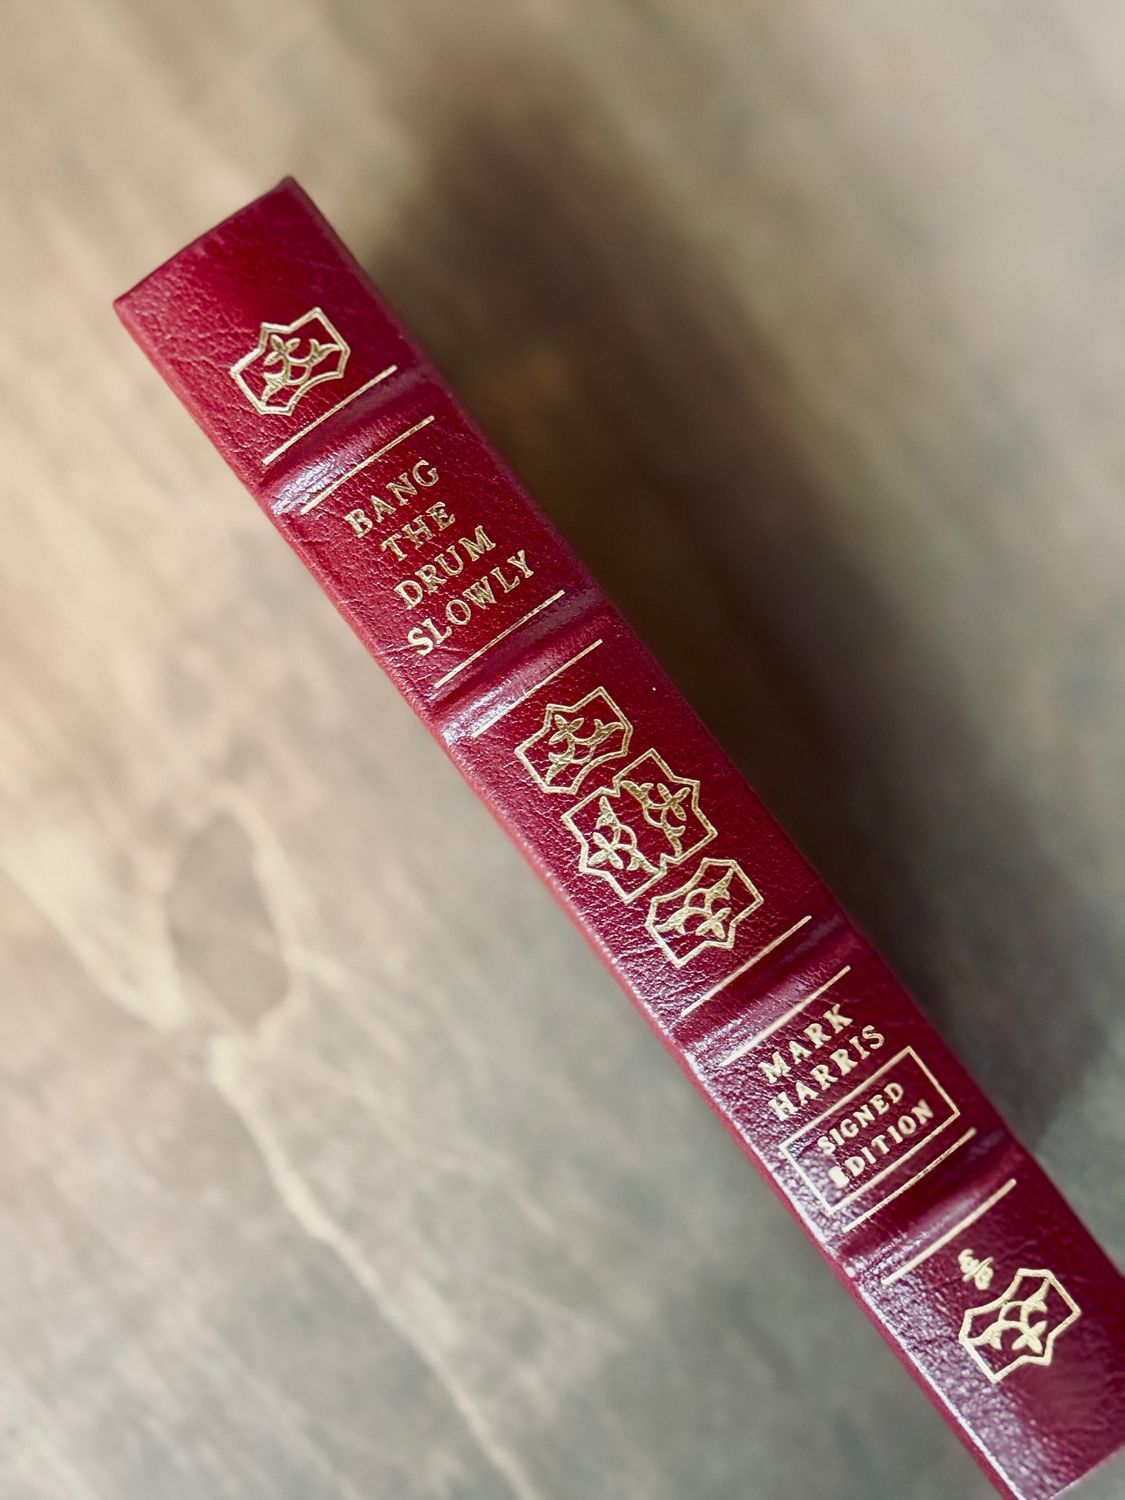 BANG
THE
DRUM
SLOWLY
MARK
HARRIS
SIGNED
EDITION